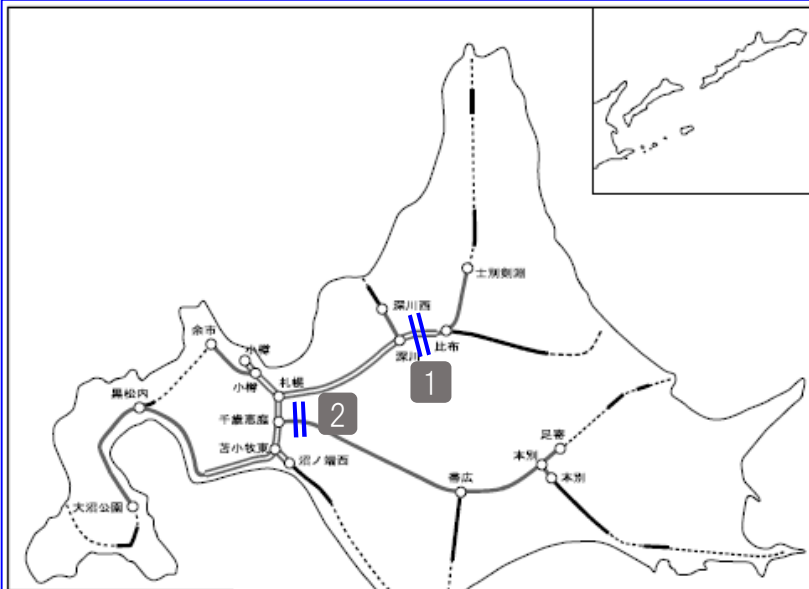 士別剣淵
深川西
深川
比布
1
余市
小樽
小樽
札幌
千歳恵庭
2
黒松内
苫小牧東
沼ノ端西
足寄
本別
本別
帯広
大沼公園